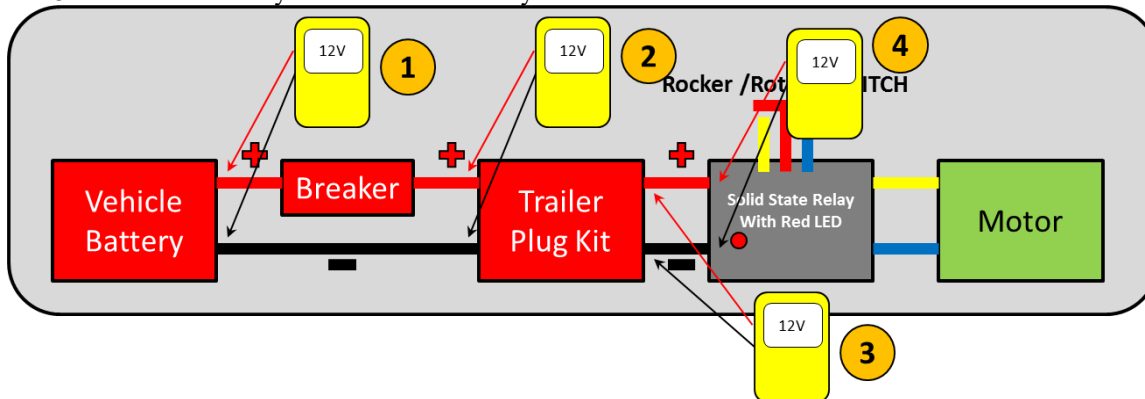 12V
1
12V
2
12V
4
Rocker /Rot
ITCH
Vehicle
Battery
Breaker
Trailer
Plug Kit
Solid State Relay
With Red LED
Motor
12V
3